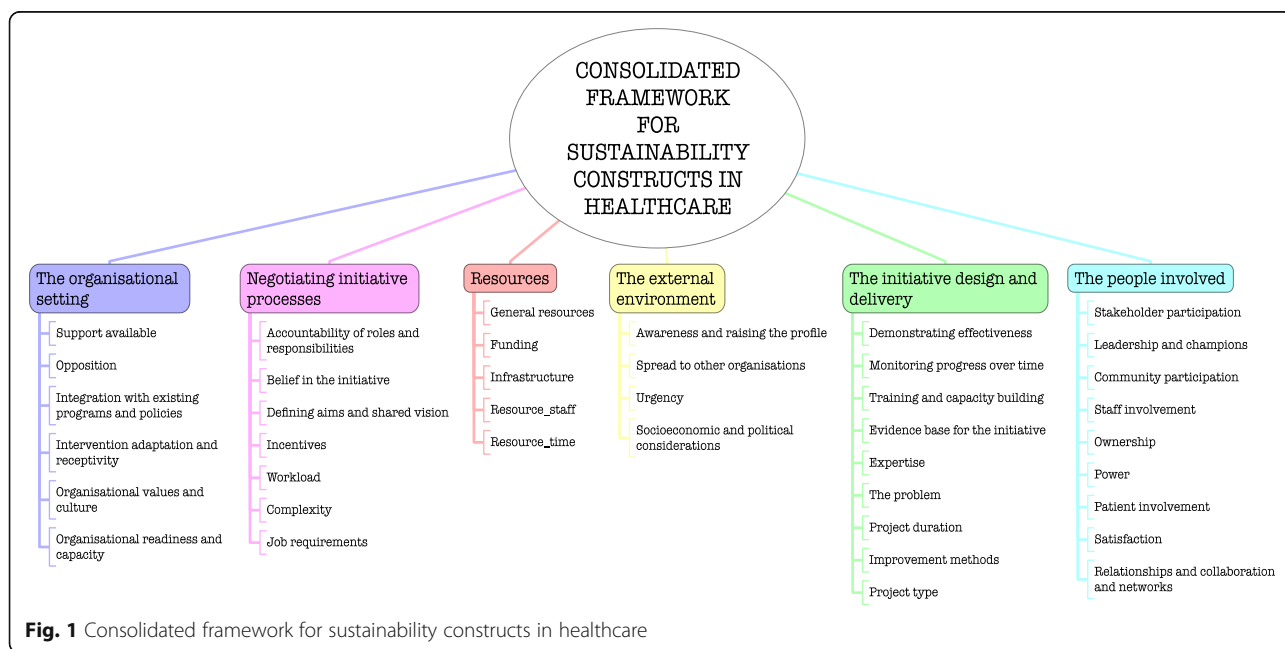 CONSOLIDATED
FRAMEWORK
FOR
SUSTAINABILITY
CONSTRUCTS IN
HEALTHCARE
The organisational
setting
Support available
Opposition
Integration with existing
programs and policies
Intervention adaptation and
receptivity
Organisational values and
culture
Organisational readiness and
capacity
Negotiating initiative
processes
Accountability of roles and
responsibilities
Belief in the initiative
Defining aims and shared vision
Incentives
Workload
Complexity
Job requirements
Resources
General resources
Funding
Infrastructure
Resource_staff
Resource_time
The external
environment
Awareness and raising the profile
Spread to other organisations
Urgency
Socioeconomic and political
considerations
The initiative design and
delivery
Demonstrating effectiveness
Monitoring progress over time
Training and capacity building
Evidence base for the initiative
Expertise
The problem
Project duration
Improvement methods
Project type
The people involved
Stakeholder participation
Leadership and champions
Community participation
Staff involvement
Ownership
Power
Patient involvement
Satisfaction
Relationships and collaboration
and networks
Fig. 1 Consolidated framework for sustainability constructs in healthcare